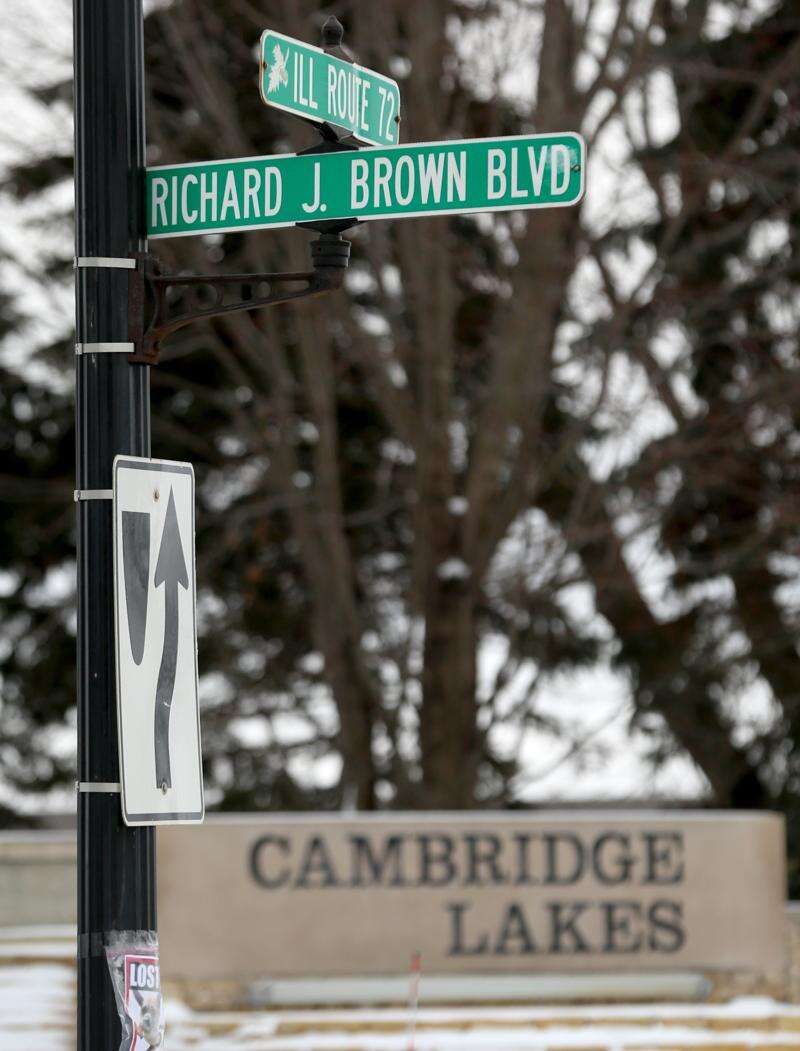 ILL ROUTE 72
RICHARD J. BROWN BLVD
CAMBRIDGE
LAKES
LOST